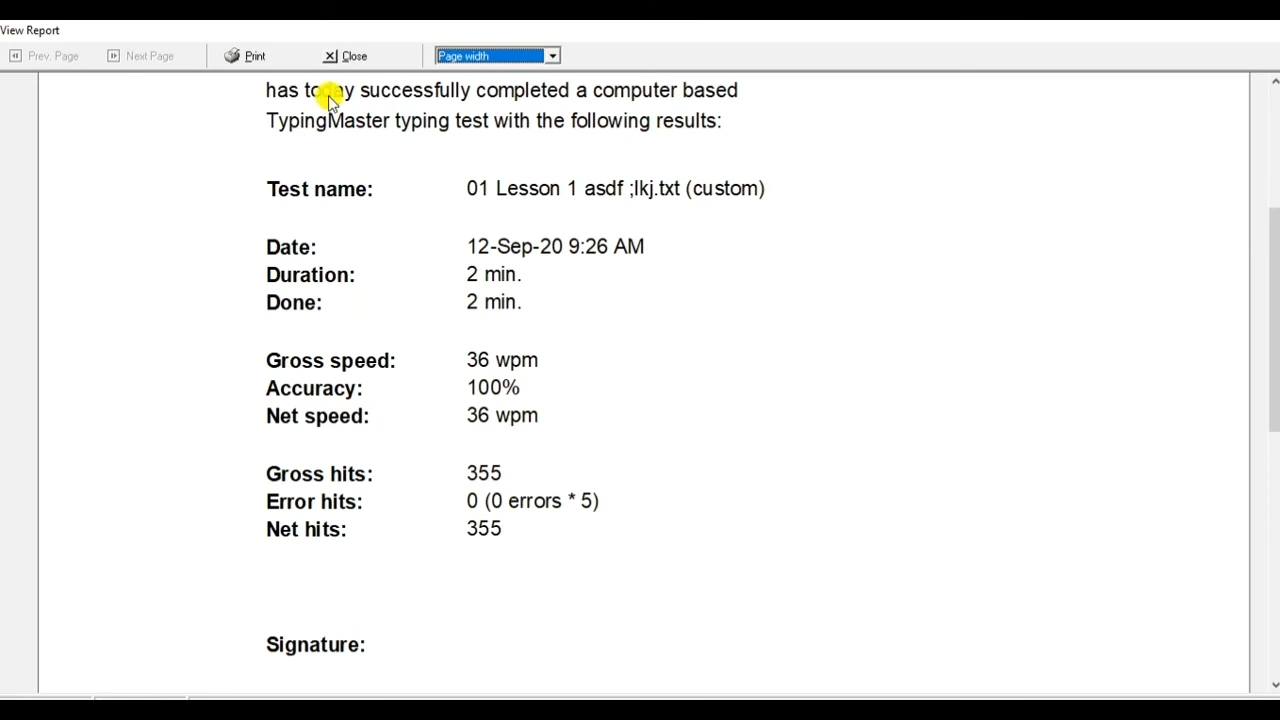 View Report
Prev. Page Next Page Print Close Page width
has today successfully completed a computer based
TypingMaster typing test with the following results:
Test name: 01 Lesson 1 asdf ;lkj.txt (custom)
Date: 12-Sep-20 9:26 AM
Duration: 2 min.
Done: 2 min.
Gross speed: 36 wpm
Accuracy: 100%
Net speed: 36 wpm
Gross hits: 355
Error hits: 0 (0 errors * 5)
Net hits: 355
Signature: